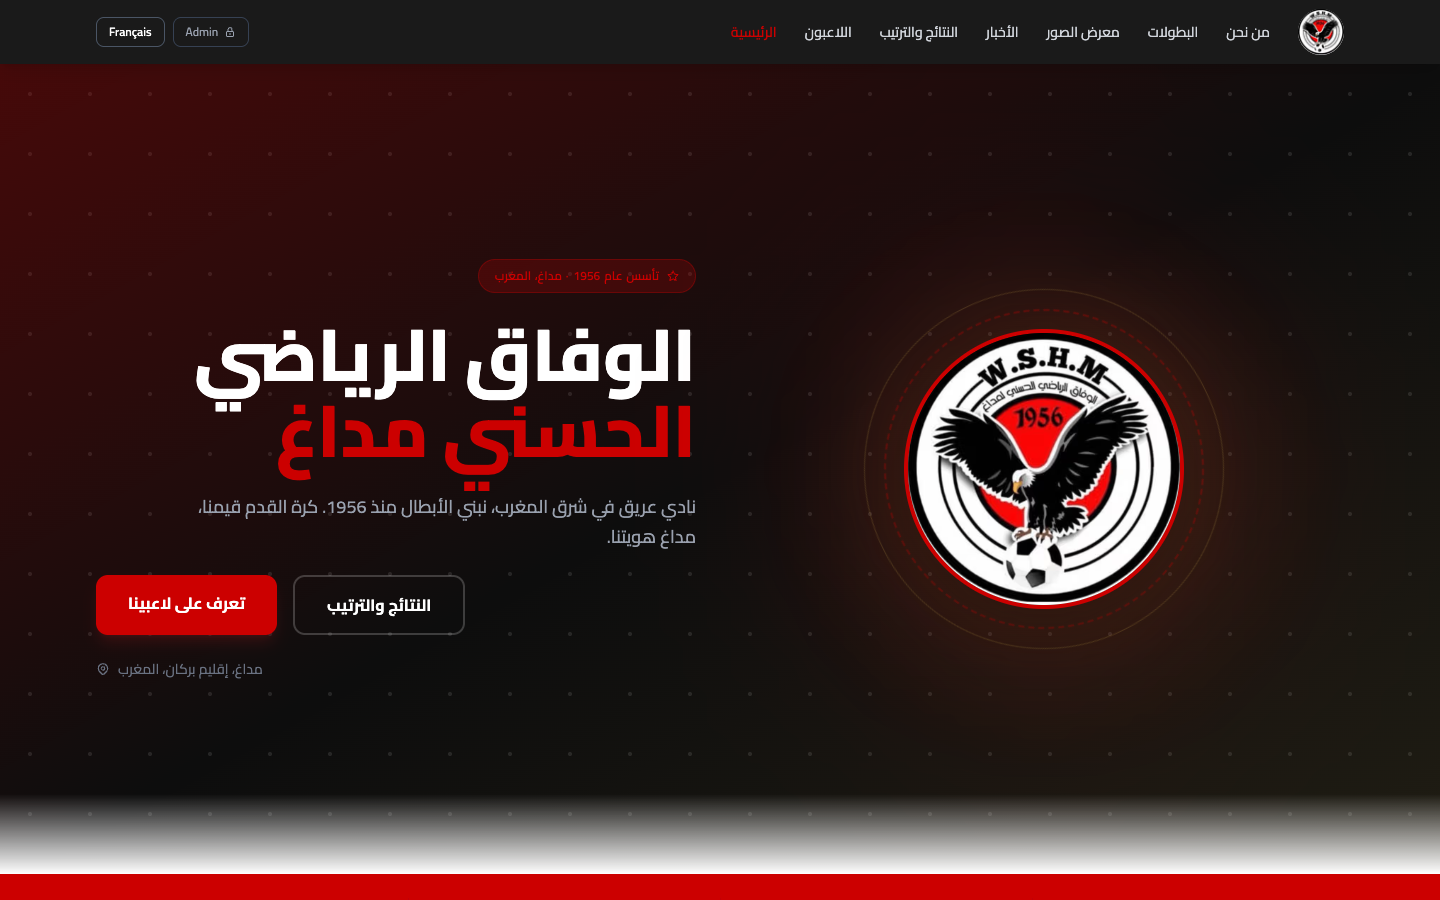 من نحن
البطولات
معرض الصور
الأخبار
النتائج والترتيب
اللاعبون
الرئيسية
Admin
Français
W.S.H.M
الوفاق الرياضي الحسني لمداغ
1956
تأسس عام 1956 · مداغ، المغرب
الوفاق الرياضي
الحسني مداغ
نادي عريق في شرق المغرب، نبني الأبطال منذ 1956. كرة القدم قيمنا،
مداغ هويتنا.
النتائج والترتيب
تعرف على لاعبينا
مداغ، إقليم بركان، المغرب